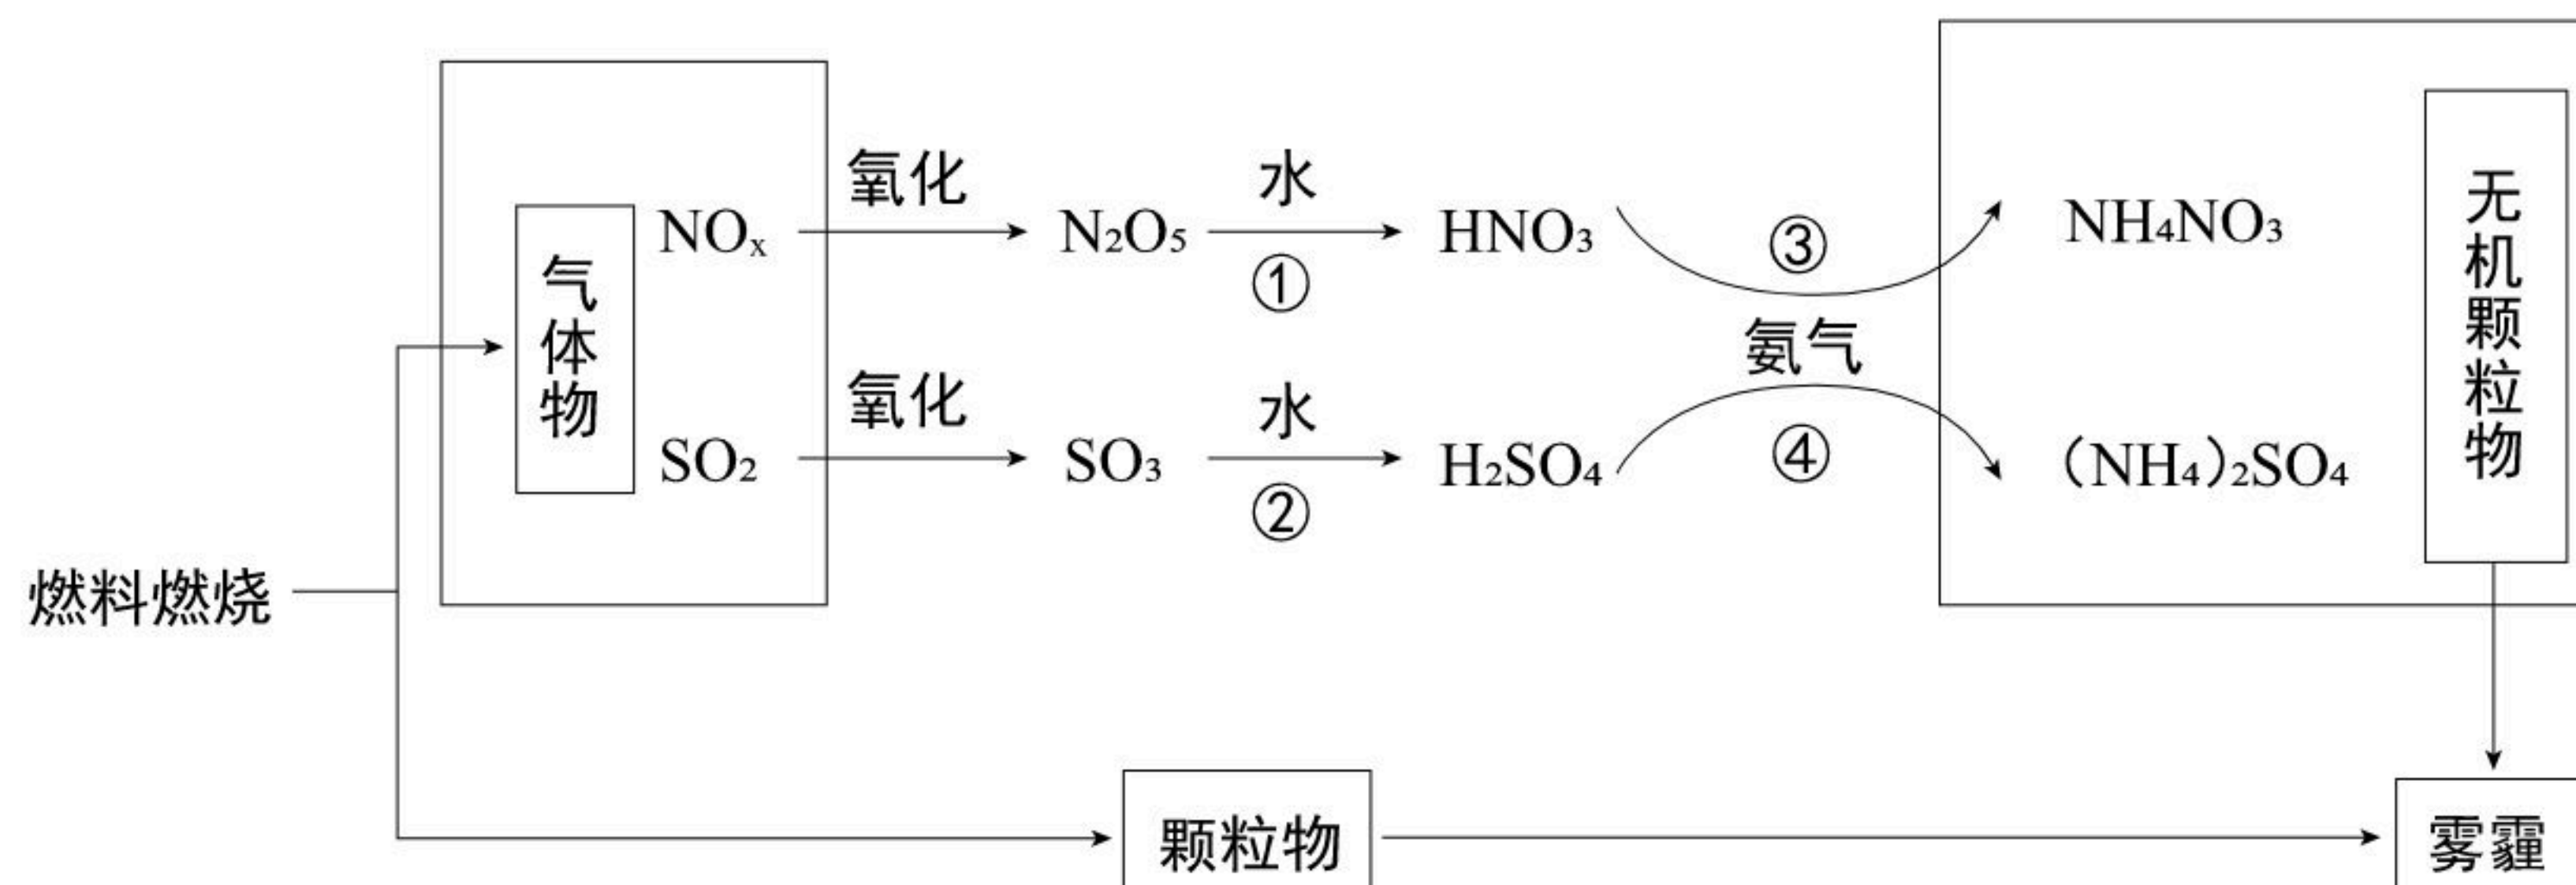 燃料燃烧
气体物
NOₓ
氧化
N₂O₅
水
①
HNO₃
③
NH₄NO₃
氨气
SO₂
氧化
SO₃
水
②
H₂SO₄
④
(NH₄)₂SO₄
无机颗粒物
颗粒物
雾霾